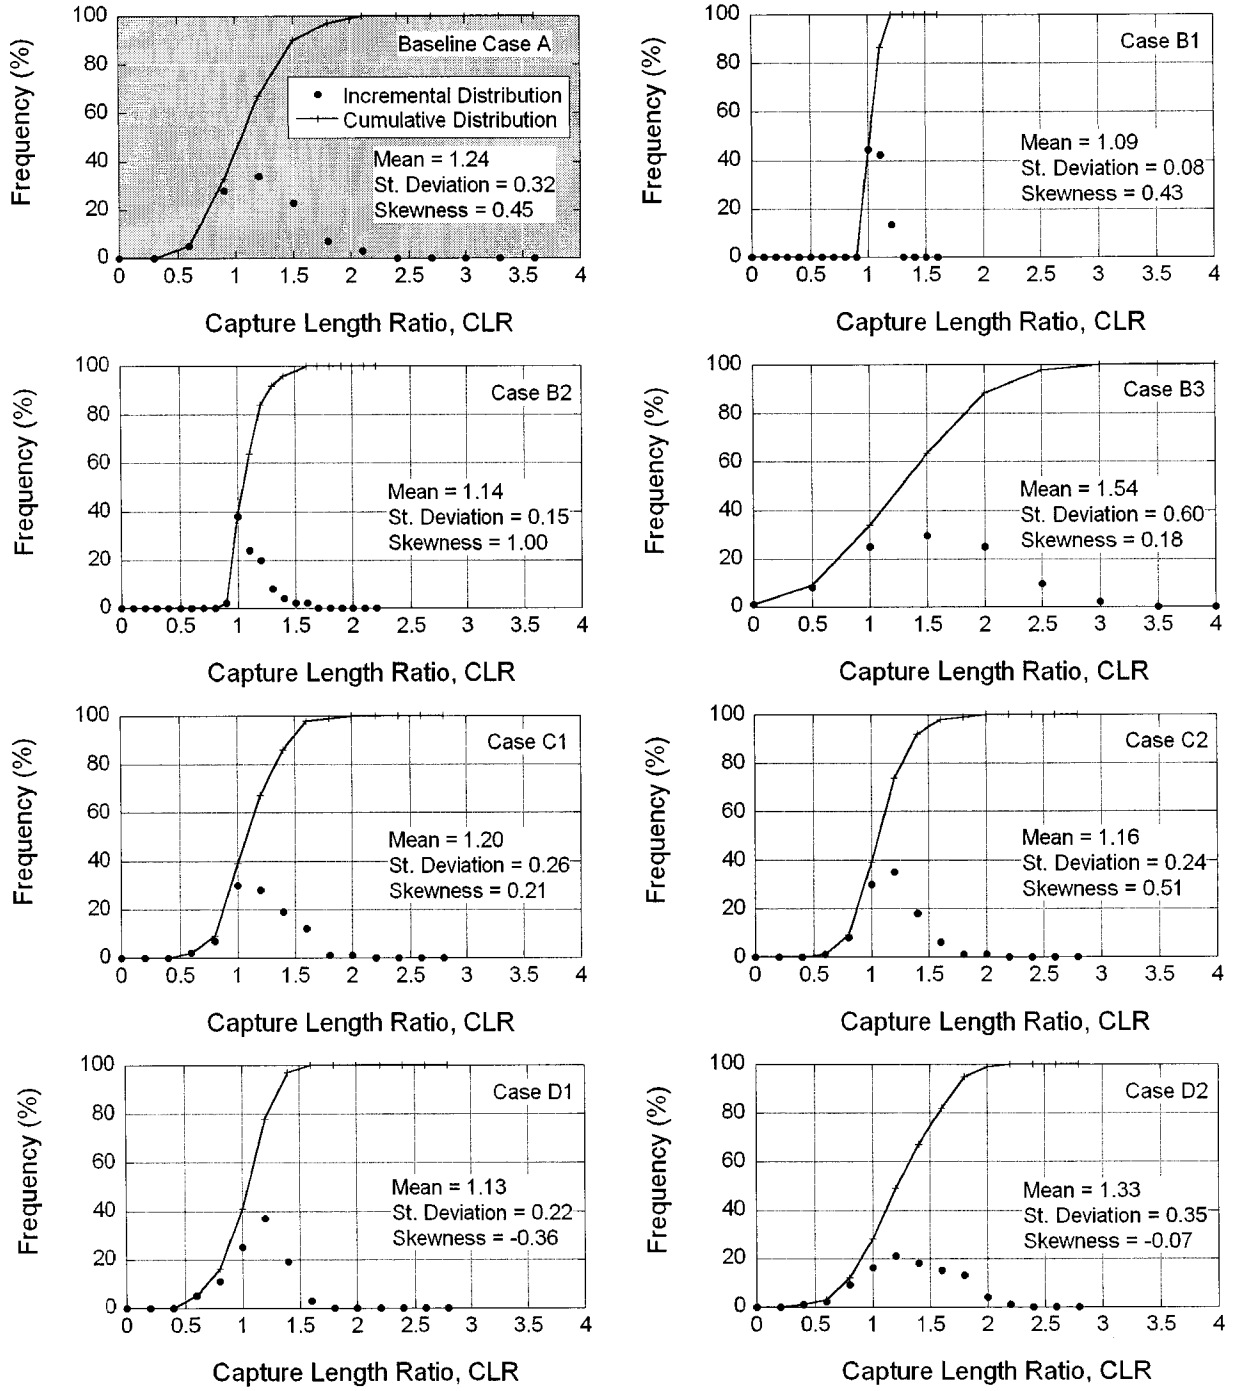 Baseline Case A
Incremental Distribution
Cumulative Distribution
Mean = 1.24
St. Deviation = 0.32
Skewness = 0.45
Frequency (%)
100
80
60
40
20
0
0 0.5 1 1.5 2 2.5 3 3.5 4
Capture Length Ratio, CLR
Case B1
Mean = 1.09
St. Deviation = 0.08
Skewness = 0.43
Frequency (%)
100
80
60
40
20
0
0 0.5 1 1.5 2 2.5 3 3.5 4
Capture Length Ratio, CLR
Case B2
Mean = 1.14
St. Deviation = 0.15
Skewness = 1.00
Frequency (%)
100
80
60
40
20
0
0 0.5 1 1.5 2 2.5 3 3.5 4
Capture Length Ratio, CLR
Case B3
Mean = 1.54
St. Deviation = 0.60
Skewness = 0.18
Frequency (%)
100
80
60
40
20
0
0 0.5 1 1.5 2 2.5 3 3.5 4
Capture Length Ratio, CLR
Case C1
Mean = 1.20
St. Deviation = 0.26
Skewness = 0.21
Frequency (%)
100
80
60
40
20
0
0 0.5 1 1.5 2 2.5 3 3.5 4
Capture Length Ratio, CLR
Case C2
Mean = 1.16
St. Deviation = 0.24
Skewness = 0.51
Frequency (%)
100
80
60
40
20
0
0 0.5 1 1.5 2 2.5 3 3.5 4
Capture Length Ratio, CLR
Case D1
Mean = 1.13
St. Deviation = 0.22
Skewness = -0.36
Frequency (%)
100
80
60
40
20
0
0 0.5 1 1.5 2 2.5 3 3.5 4
Capture Length Ratio, CLR
Case D2
Mean = 1.33
St. Deviation = 0.35
Skewness = -0.07
Frequency (%)
100
80
60
40
20
0
0 0.5 1 1.5 2 2.5 3 3.5 4
Capture Length Ratio, CLR